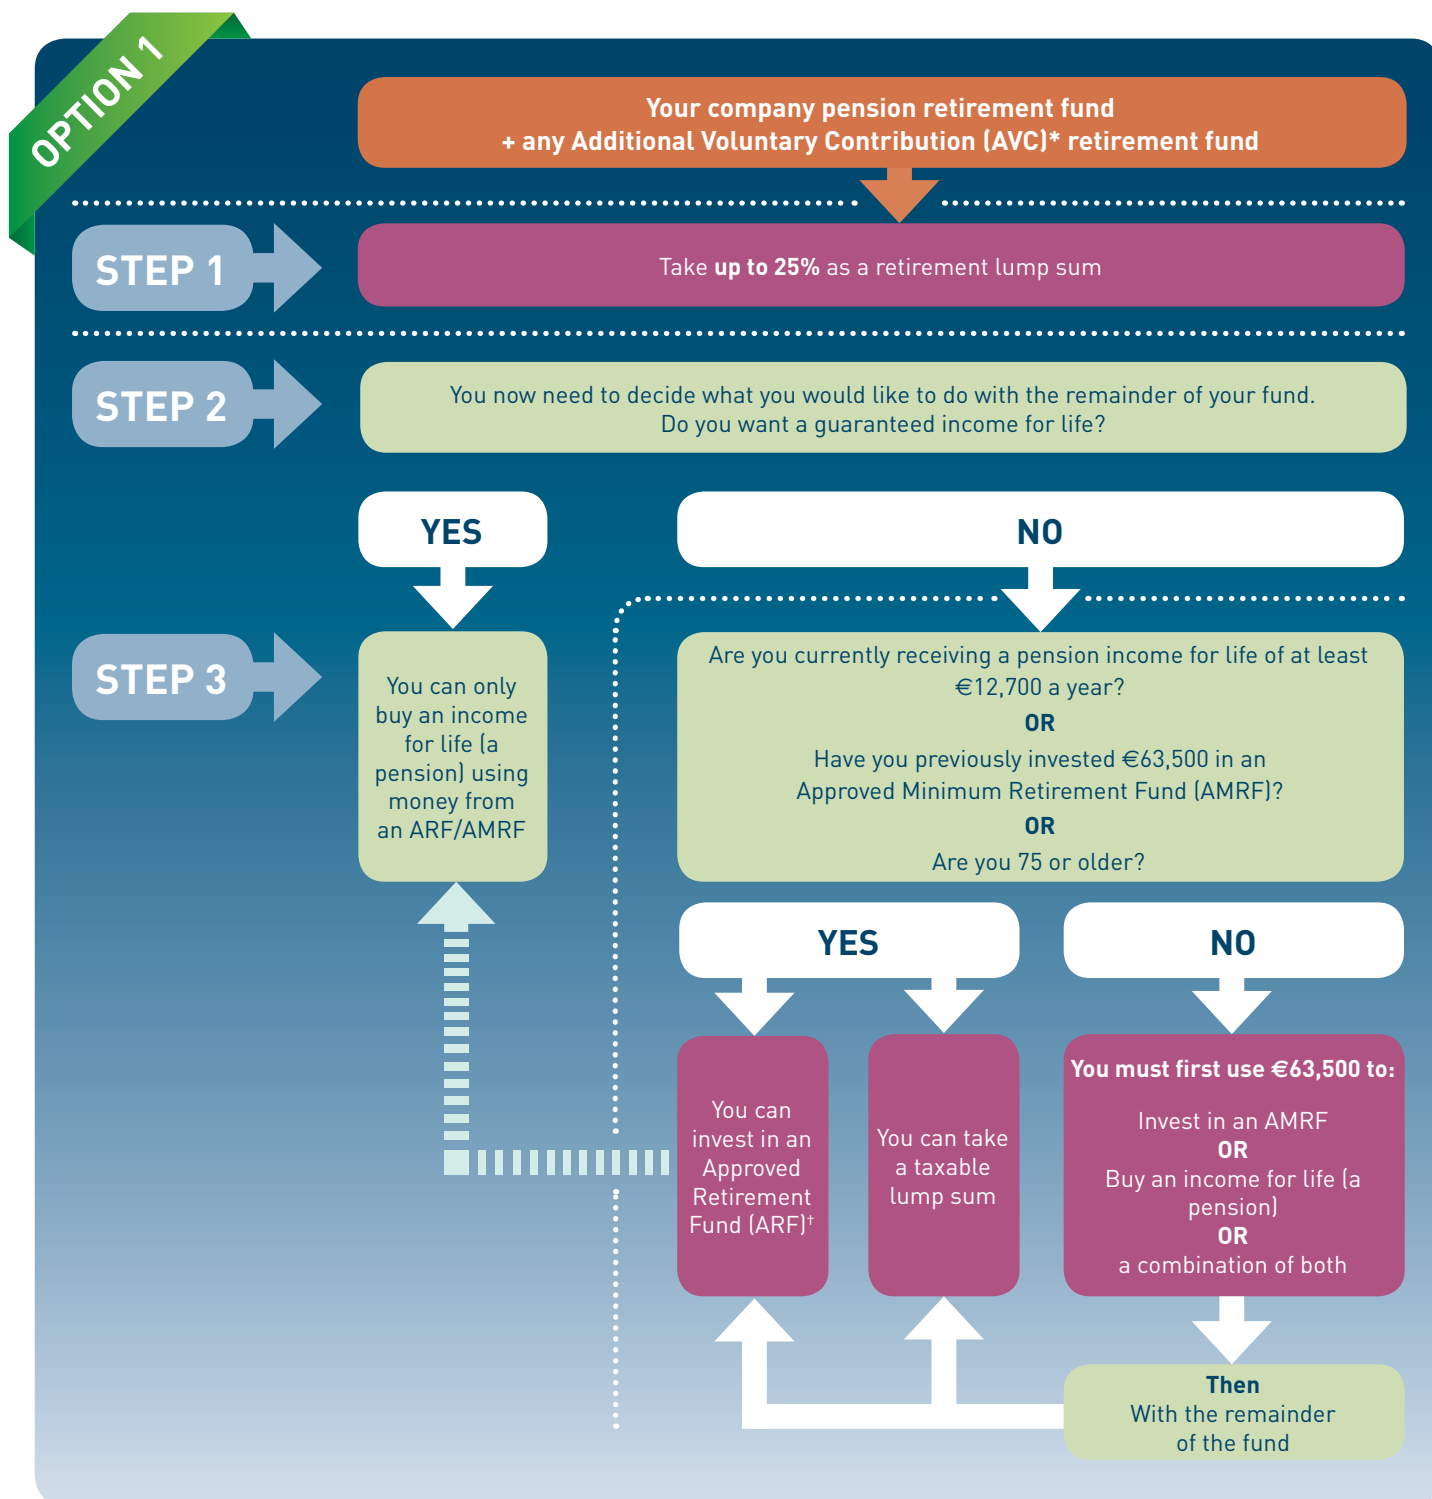 OPTION 1
Your company pension retirement fund
+ any Additional Voluntary Contribution (AVC)* retirement fund
STEP 1
Take up to 25% as a retirement lump sum
STEP 2
You now need to decide what you would like to do with the remainder of your fund.
Do you want a guaranteed income for life?
YES
NO
STEP 3
You can only
buy an income
for life (a
pension) using
money from
an ARF/AMRF
Are you currently receiving a pension income for life of at least
€12,700 a year?
OR
Have you previously invested €63,500 in an
Approved Minimum Retirement Fund (AMRF)?
OR
Are you 75 or older?
YES
NO
You can
invest in an
Approved
Retirement
Fund (ARF)†
You can take
a taxable
lump sum
You must first use €63,500 to:
Invest in an AMRF
OR
Buy an income for life (a
pension)
OR
a combination of both
Then
With the remainder
of the fund